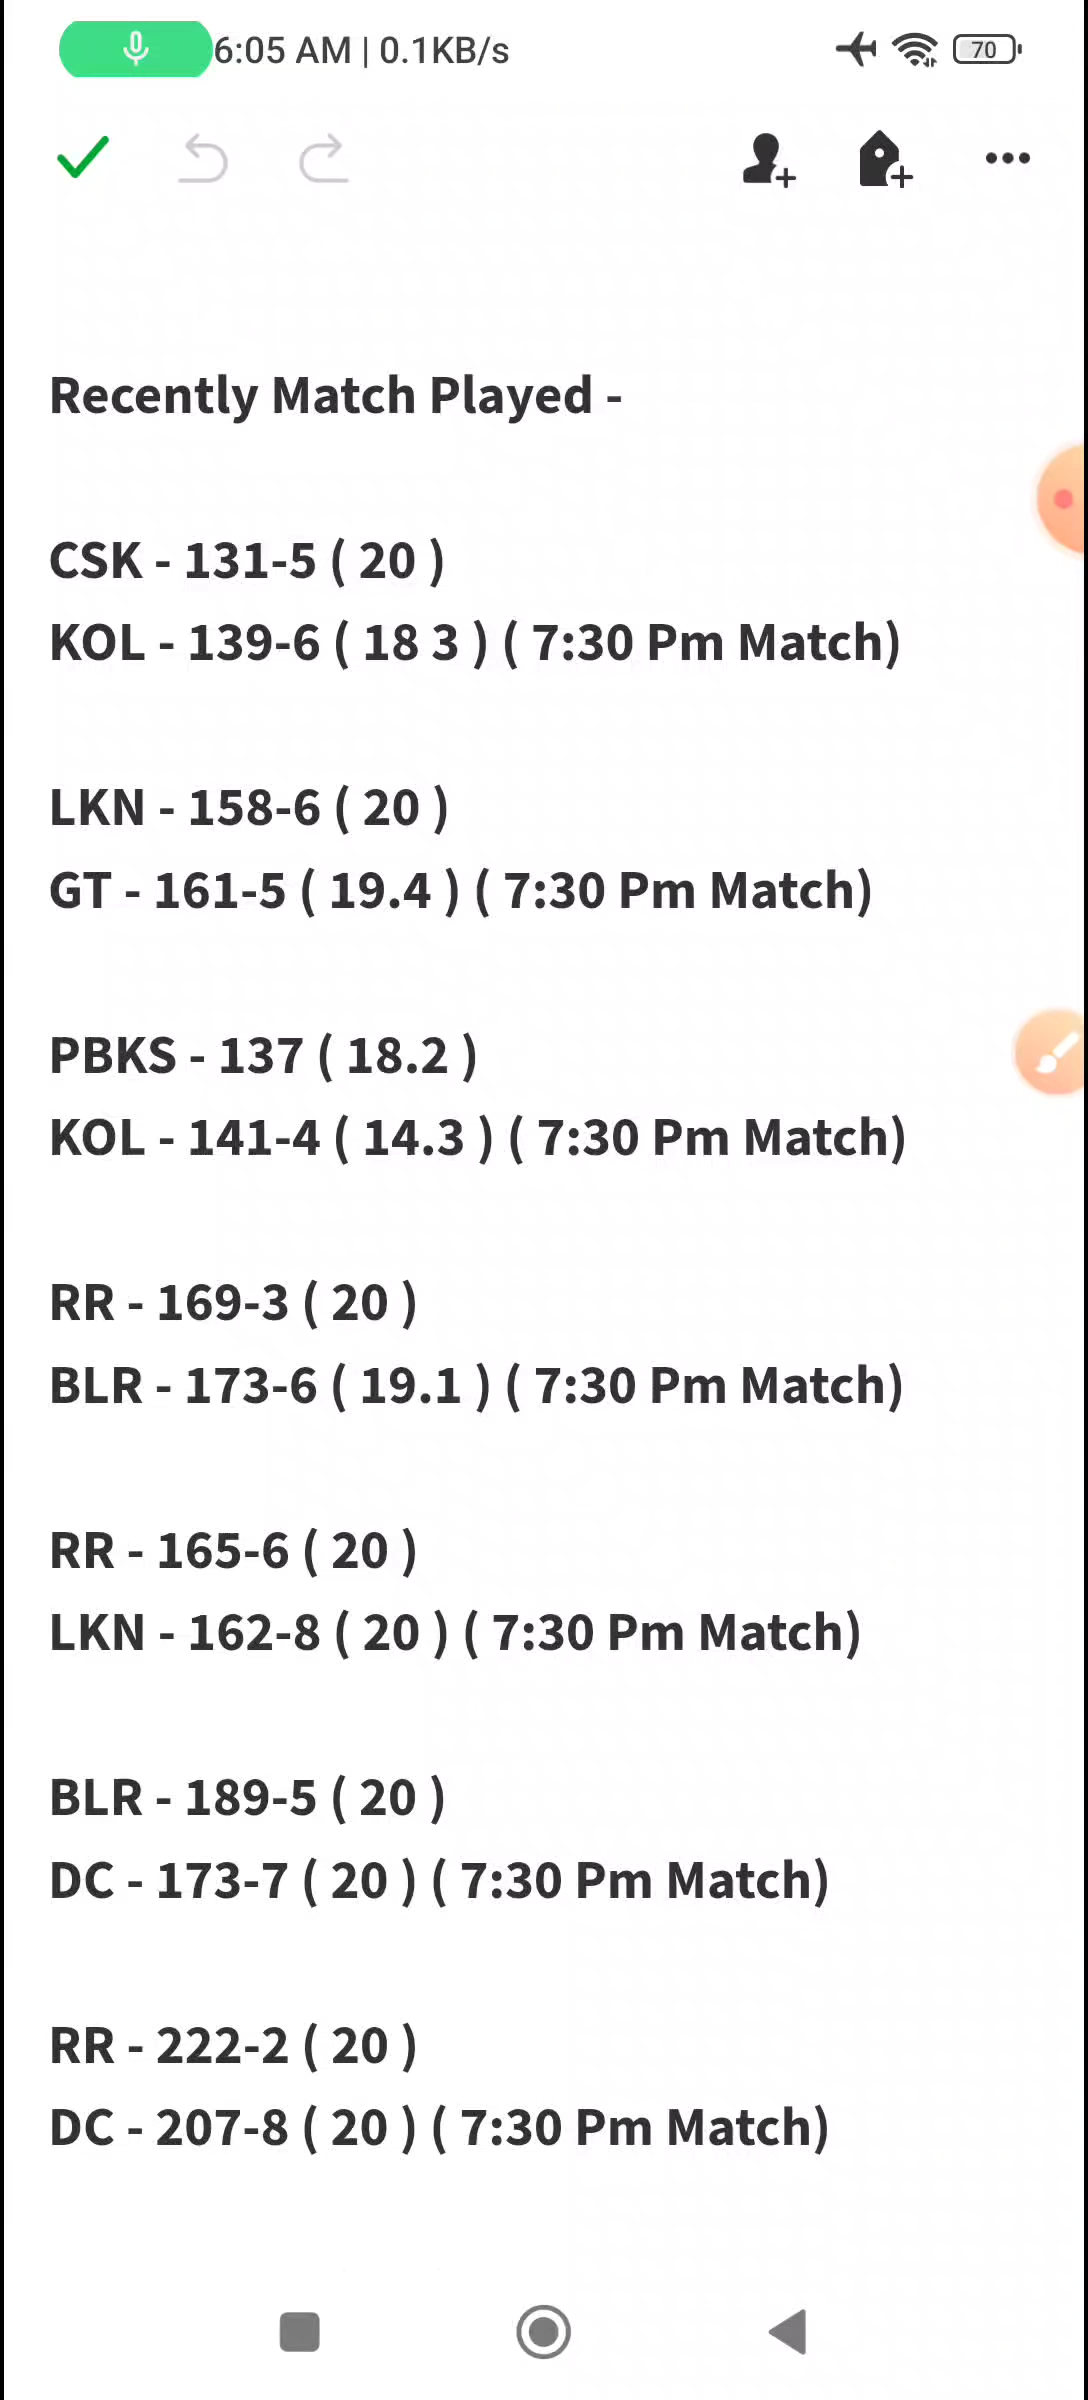 6:05 AM | 0.1KB/s
70
Recently Match Played -
CSK - 131-5 ( 20 )
KOL - 139-6 ( 18 3 ) ( 7:30 Pm Match)
LKN - 158-6 ( 20 )
GT - 161-5 ( 19.4 ) ( 7:30 Pm Match)
PBKS - 137 ( 18.2 )
KOL - 141-4 ( 14.3 ) ( 7:30 Pm Match)
RR - 169-3 ( 20 )
BLR - 173-6 ( 19.1 ) ( 7:30 Pm Match)
RR - 165-6 ( 20 )
LKN - 162-8 ( 20 ) ( 7:30 Pm Match)
BLR - 189-5 ( 20 )
DC - 173-7 ( 20 ) ( 7:30 Pm Match)
RR - 222-2 ( 20 )
DC - 207-8 ( 20 ) ( 7:30 Pm Match)